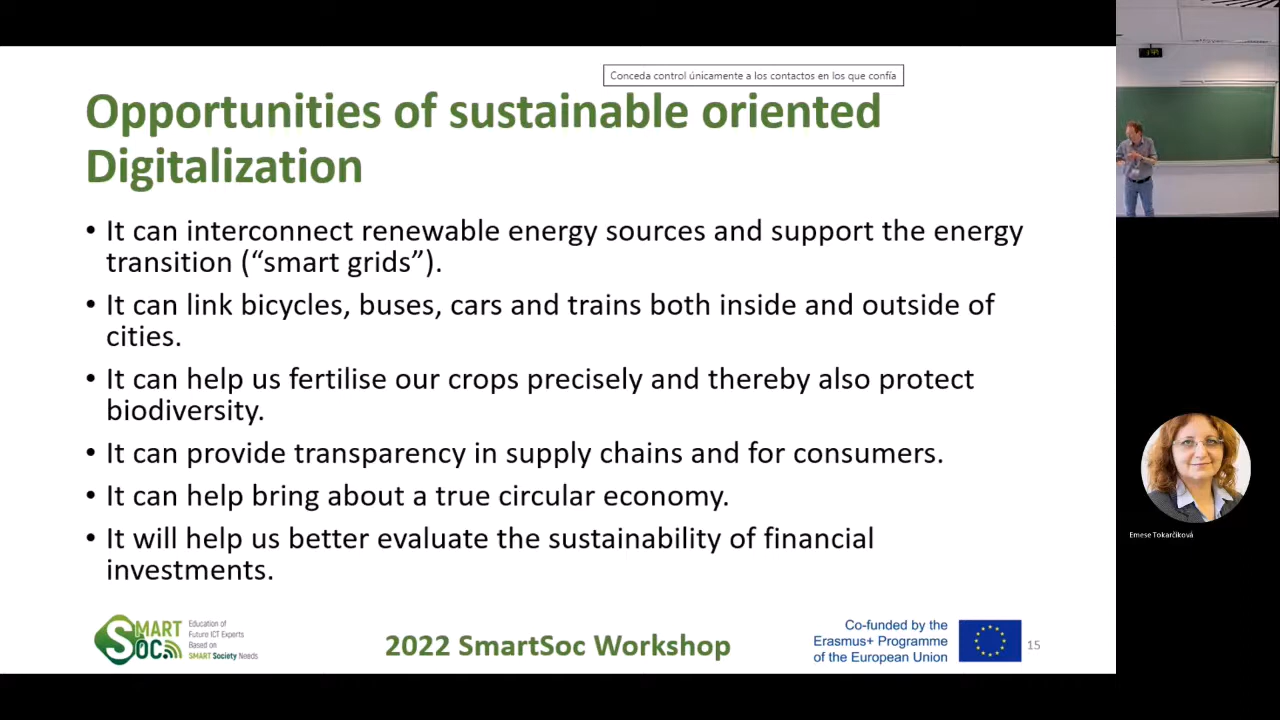 Conceda control únicamente a los contactos en los que confía
Opportunities of sustainable oriented
Digitalization
• It can interconnect renewable energy sources and support the energy
transition (“smart grids”).
• It can link bicycles, buses, cars and trains both inside and outside of
cities.
• It can help us fertilise our crops precisely and thereby also protect
biodiversity.
• It can provide transparency in supply chains and for consumers.
• It can help bring about a true circular economy.
• It will help us better evaluate the sustainability of financial
investments.
SMART
SOC
Education of
Future ICT Experts
Based on
SMART Society Needs
2022 SmartSoc Workshop
Co-funded by the
Erasmus+ Programme
of the European Union
15
Emese Tokarčíková